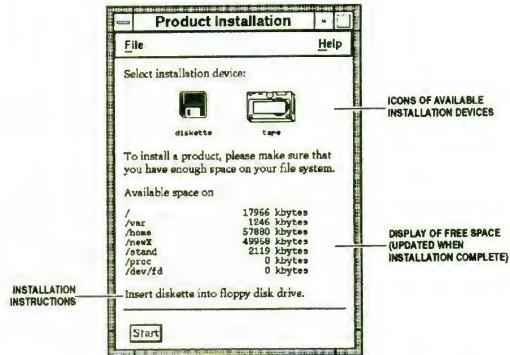 Product Installation
File Help
Select installation device:
diskette tape
ICONS OF AVAILABLE
INSTALLATION DEVICES
To install a product, please make sure that
you have enough space on your file system.
Available space on
/ 17966 kbytes
/var 1246 kbytes
/home 57880 kbytes
/newX 49968 kbytes
/stand 2119 kbytes
/proc 0 kbytes
/dev/fd 0 kbytes
DISPLAY OF FREE SPACE
(UPDATED WHEN
INSTALLATION COMPLETE)
INSTALLATION
INSTRUCTIONS
Insert diskette into floppy disk drive.
Start